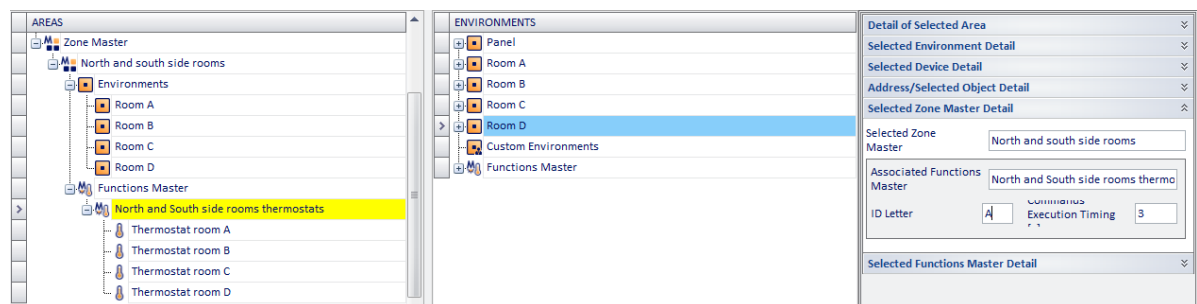 AREAS
Zone Master
North and south side rooms
Environments
Room A
Room B
Room C
Room D
Functions Master
North and South side rooms thermostats
Thermostat room A
Thermostat room B
Thermostat room C
Thermostat room D
ENVIRONMENTS
Panel
Room A
Room B
Room C
Room D
Custom Environments
Functions Master
Detail of Selected Area
Selected Environment Detail
Selected Device Detail
Address/Selected Object Detail
Selected Zone Master Detail
Selected Zone
Master
North and south side rooms
Associated Functions
Master
North and South side rooms thermo
ID Letter
A
Commands
Execution Timing
3
Selected Functions Master Detail